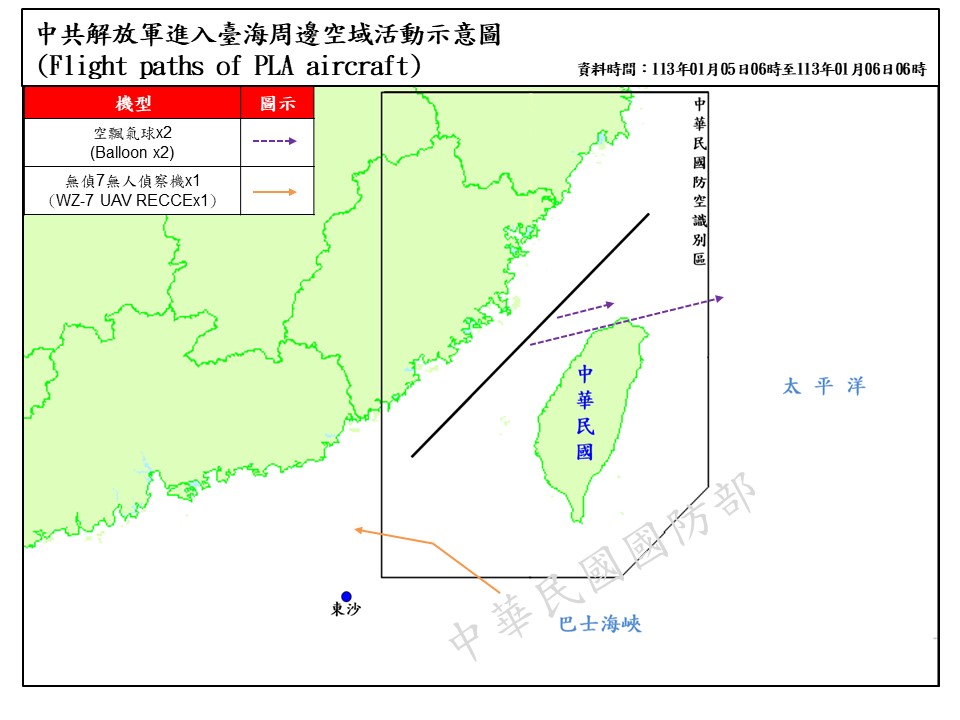 中共解放軍進入臺海周邊空域活動示意圖
(Flight paths of PLA aircraft)
資料時間：113年01月05日06時至113年01月06日06時
機型
圖示
空飄氣球x2
(Balloon x2)
無偵7無人偵察機x1
（WZ-7 UAV RECCEx1）
中華民國防空識別區
中華民國
太平洋
東沙
巴士海峽
中華民國國防部